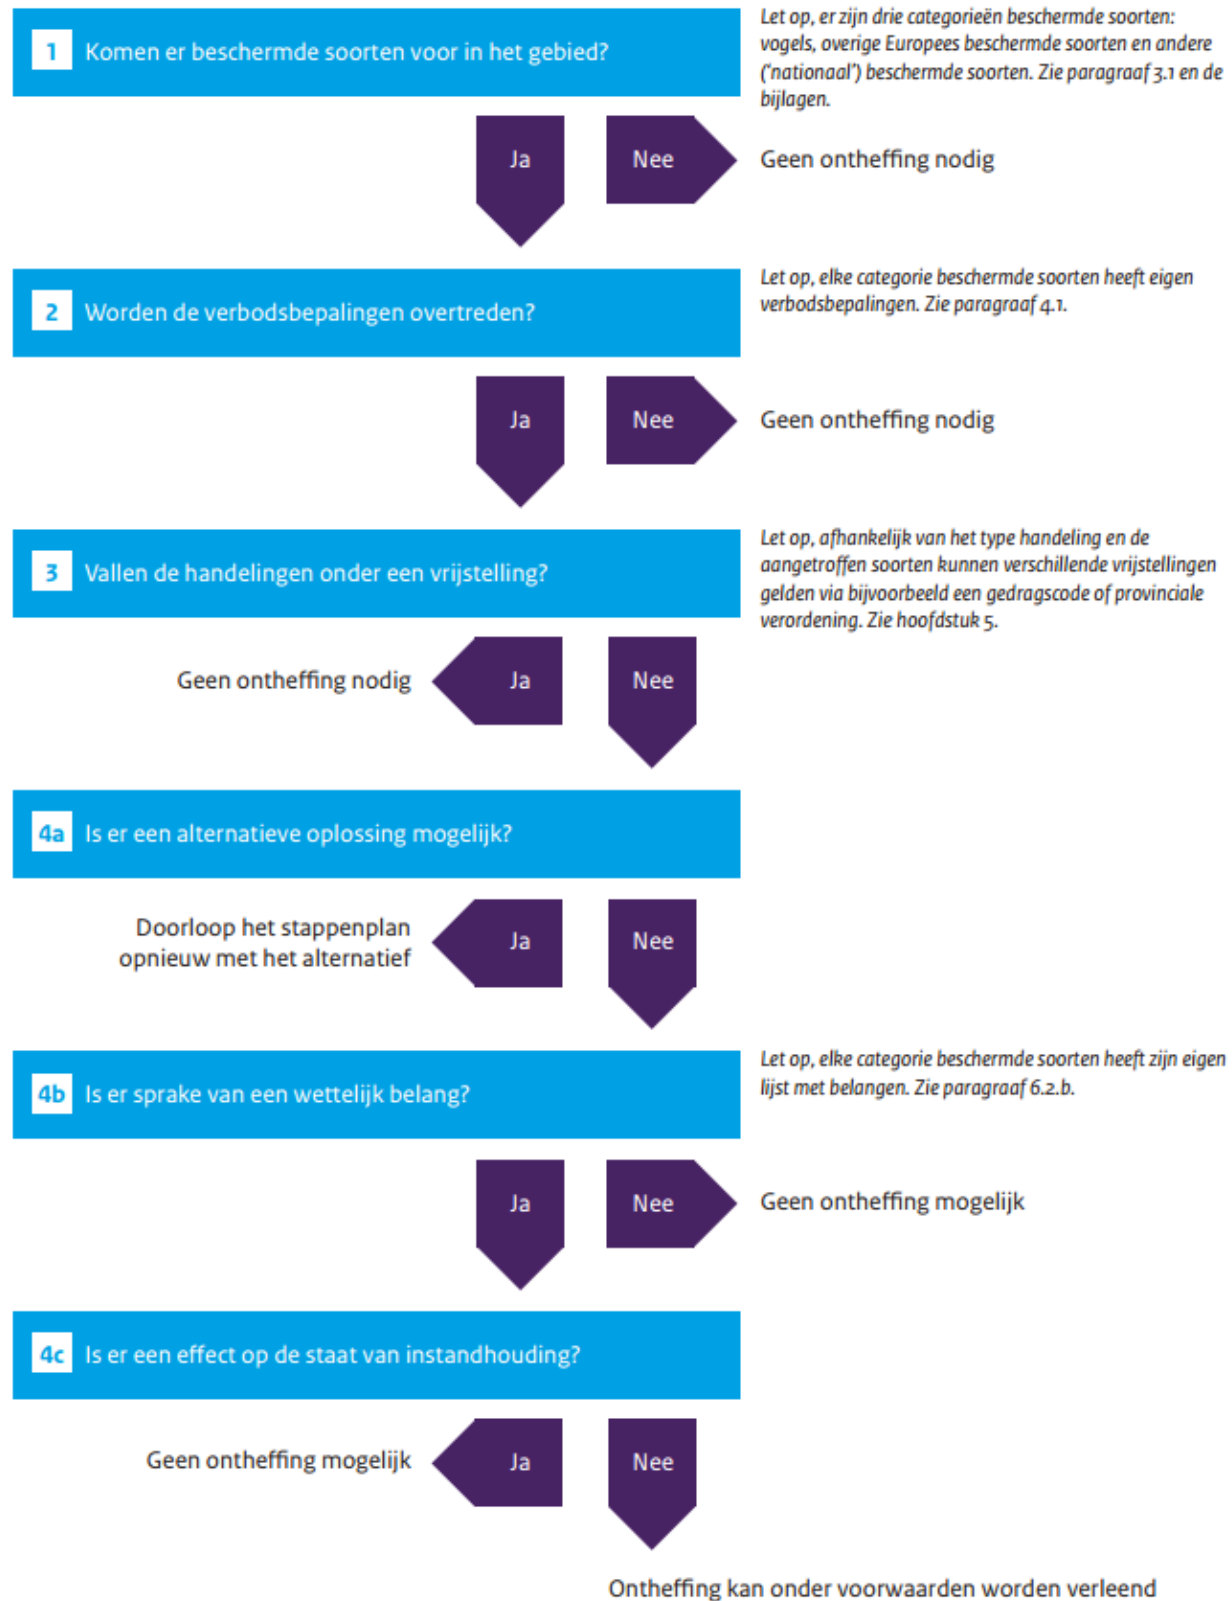 1 Komen er beschermde soorten voor in het gebied?
Let op, er zijn drie categorieën beschermde soorten:
vogels, overige Europees beschermde soorten en andere
('nationaal') beschermde soorten. Zie paragraaf 3.1 en de
bijlagen.
Ja
Nee
Geen ontheffing nodig
2 Worden de verbodsbepalingen overtreden?
Let op, elke categorie beschermde soorten heeft eigen
verbodsbepalingen. Zie paragraaf 4.1.
Ja
Nee
Geen ontheffing nodig
3 Vallen de handelingen onder een vrijstelling?
Let op, afhankelijk van het type handeling en de
aangetroffen soorten kunnen verschillende vrijstellingen
gelden via bijvoorbeeld een gedragscode of provinciale
verordening. Zie hoofdstuk 5.
Geen ontheffing nodig
Ja
Nee
4a Is er een alternatieve oplossing mogelijk?
Doorloop het stappenplan
opnieuw met het alternatief
Ja
Nee
4b Is er sprake van een wettelijk belang?
Let op, elke categorie beschermde soorten heeft zijn eigen
lijst met belangen. Zie paragraaf 6.2.b.
Ja
Nee
Geen ontheffing mogelijk
4c Is er een effect op de staat van instandhouding?
Geen ontheffing mogelijk
Ja
Nee
Ontheffing kan onder voorwaarden worden verleend